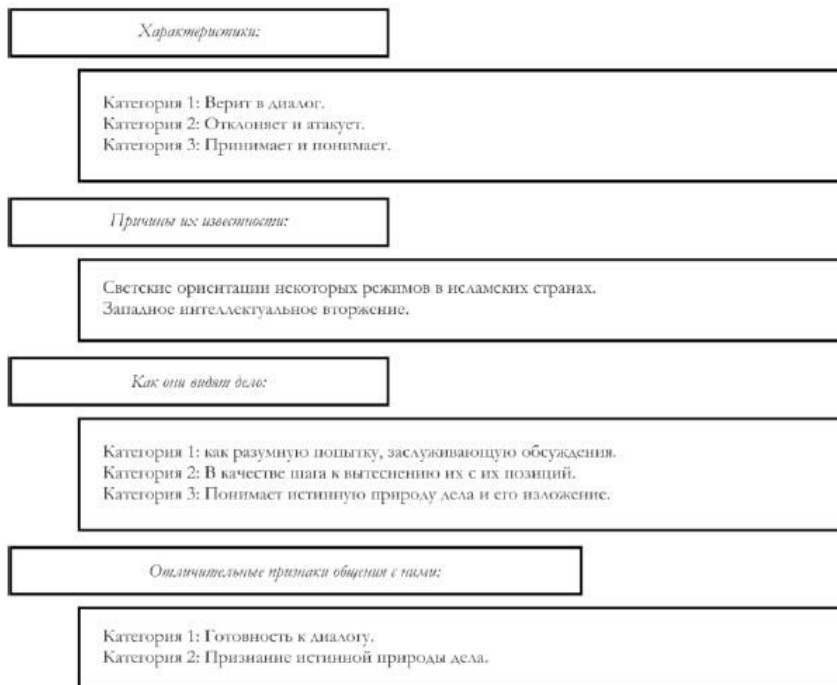 Характеристики:
Категория 1: Верит в диалог.
Категория 2: Отклоняет и атакует.
Категория 3: Принимает и понимает.
Причины их известности:
Светские ориентации некоторых режимов в исламских странах.
Западное интеллектуальное вторжение.
Как они видят дело:
Категория 1: как разумную попытку, заслуживающую обсуждения.
Категория 2: В качестве шага к вытеснению их с их позиций.
Категория 3: Понимает истинную природу дела и его изложение.
Отличительные признаки общения с ними:
Категория 1: Готовность к диалогу.
Категория 2: Признание истинной природы дела.